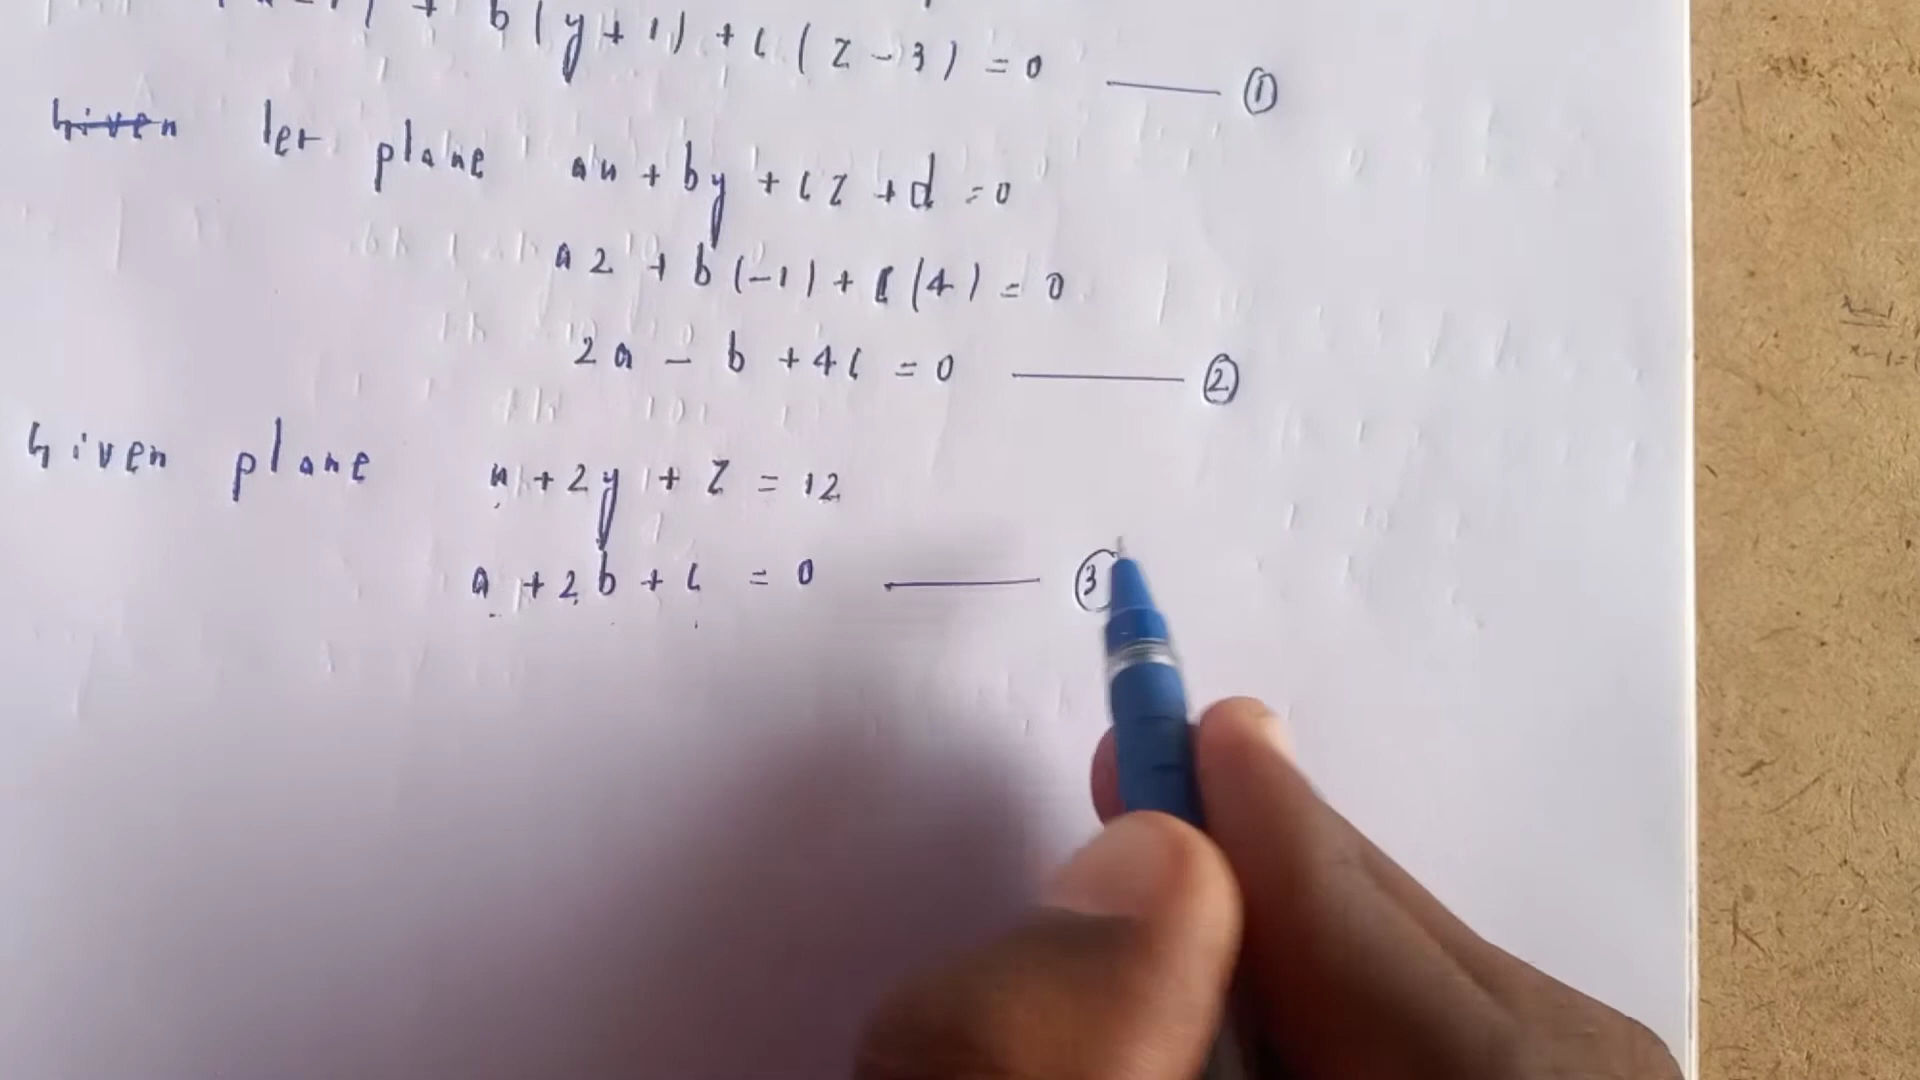 + b(y+1) + c(z-3) = 0 —— ①
Given let plane ax + by + cz + d = 0
a2 + b(-1) + c(4) = 0
2a - b + 4c = 0 —— ②
Given plane x + 2y + z = 12
a + 2b + c = 0 —— ③